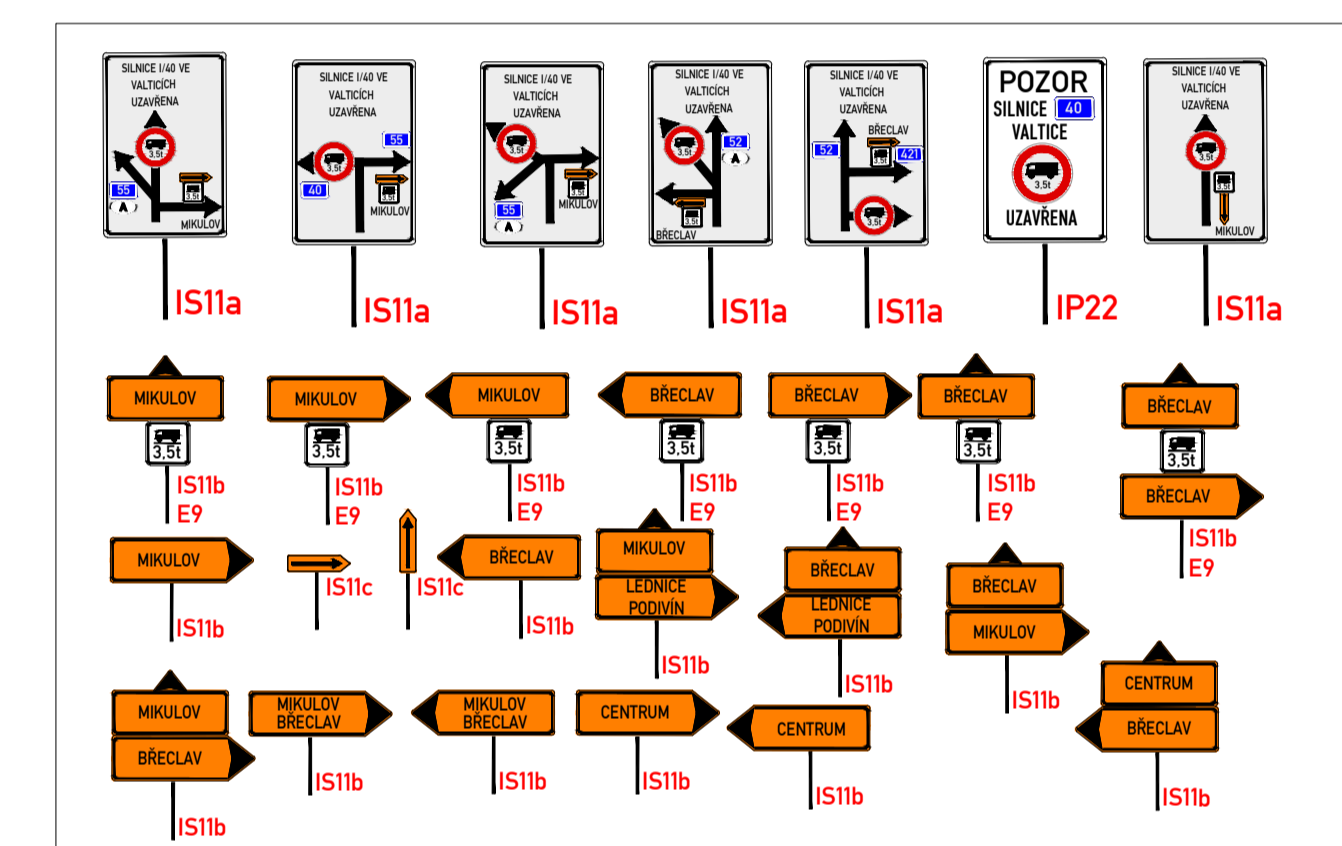 SILNICE I/40 VE
VALTICÍCH
UZAVŘENA
3,5t
55
A
3,5t
MIKULOV
IS11a
SILNICE I/40 VE
VALTICÍCH
UZAVŘENA
55
3,5t
40
3,5t
MIKULOV
IS11a
SILNICE I/40 VE
VALTICÍCH
UZAVŘENA
3,5t
3,5t
55
A
MIKULOV
IS11a
SILNICE I/40 VE
VALTICÍCH
UZAVŘENA
52
A
3,5t
3,5t
BŘECLAV
IS11a
SILNICE I/40 VE
VALTICÍCH
UZAVŘENA
BŘECLAV
52
421
3,5t
3,5t
IS11a
POZOR
SILNICE 40
VALTICE
3,5t
UZAVŘENA
IP22
SILNICE I/40 VE
VALTICÍCH
UZAVŘENA
3,5t
3,5t
MIKULOV
IS11a
MIKULOV
3,5t
IS11b
E9
MIKULOV
3,5t
IS11b
E9
MIKULOV
3,5t
IS11b
E9
BŘECLAV
3,5t
IS11b
E9
BŘECLAV
3,5t
IS11b
E9
BŘECLAV
3,5t
IS11b
E9
BŘECLAV
3,5t
BŘECLAV
IS11b
E9
MIKULOV
IS11b
IS11c
IS11c
BŘECLAV
IS11b
MIKULOV
LEDNICE
PODIVÍN
IS11b
BŘECLAV
LEDNICE
PODIVÍN
IS11b
BŘECLAV
MIKULOV
IS11b
MIKULOV
BŘECLAV
IS11b
MIKULOV
BŘECLAV
IS11b
MIKULOV
BŘECLAV
IS11b
CENTRUM
IS11b
CENTRUM
IS11b
CENTRUM
BŘECLAV
IS11b